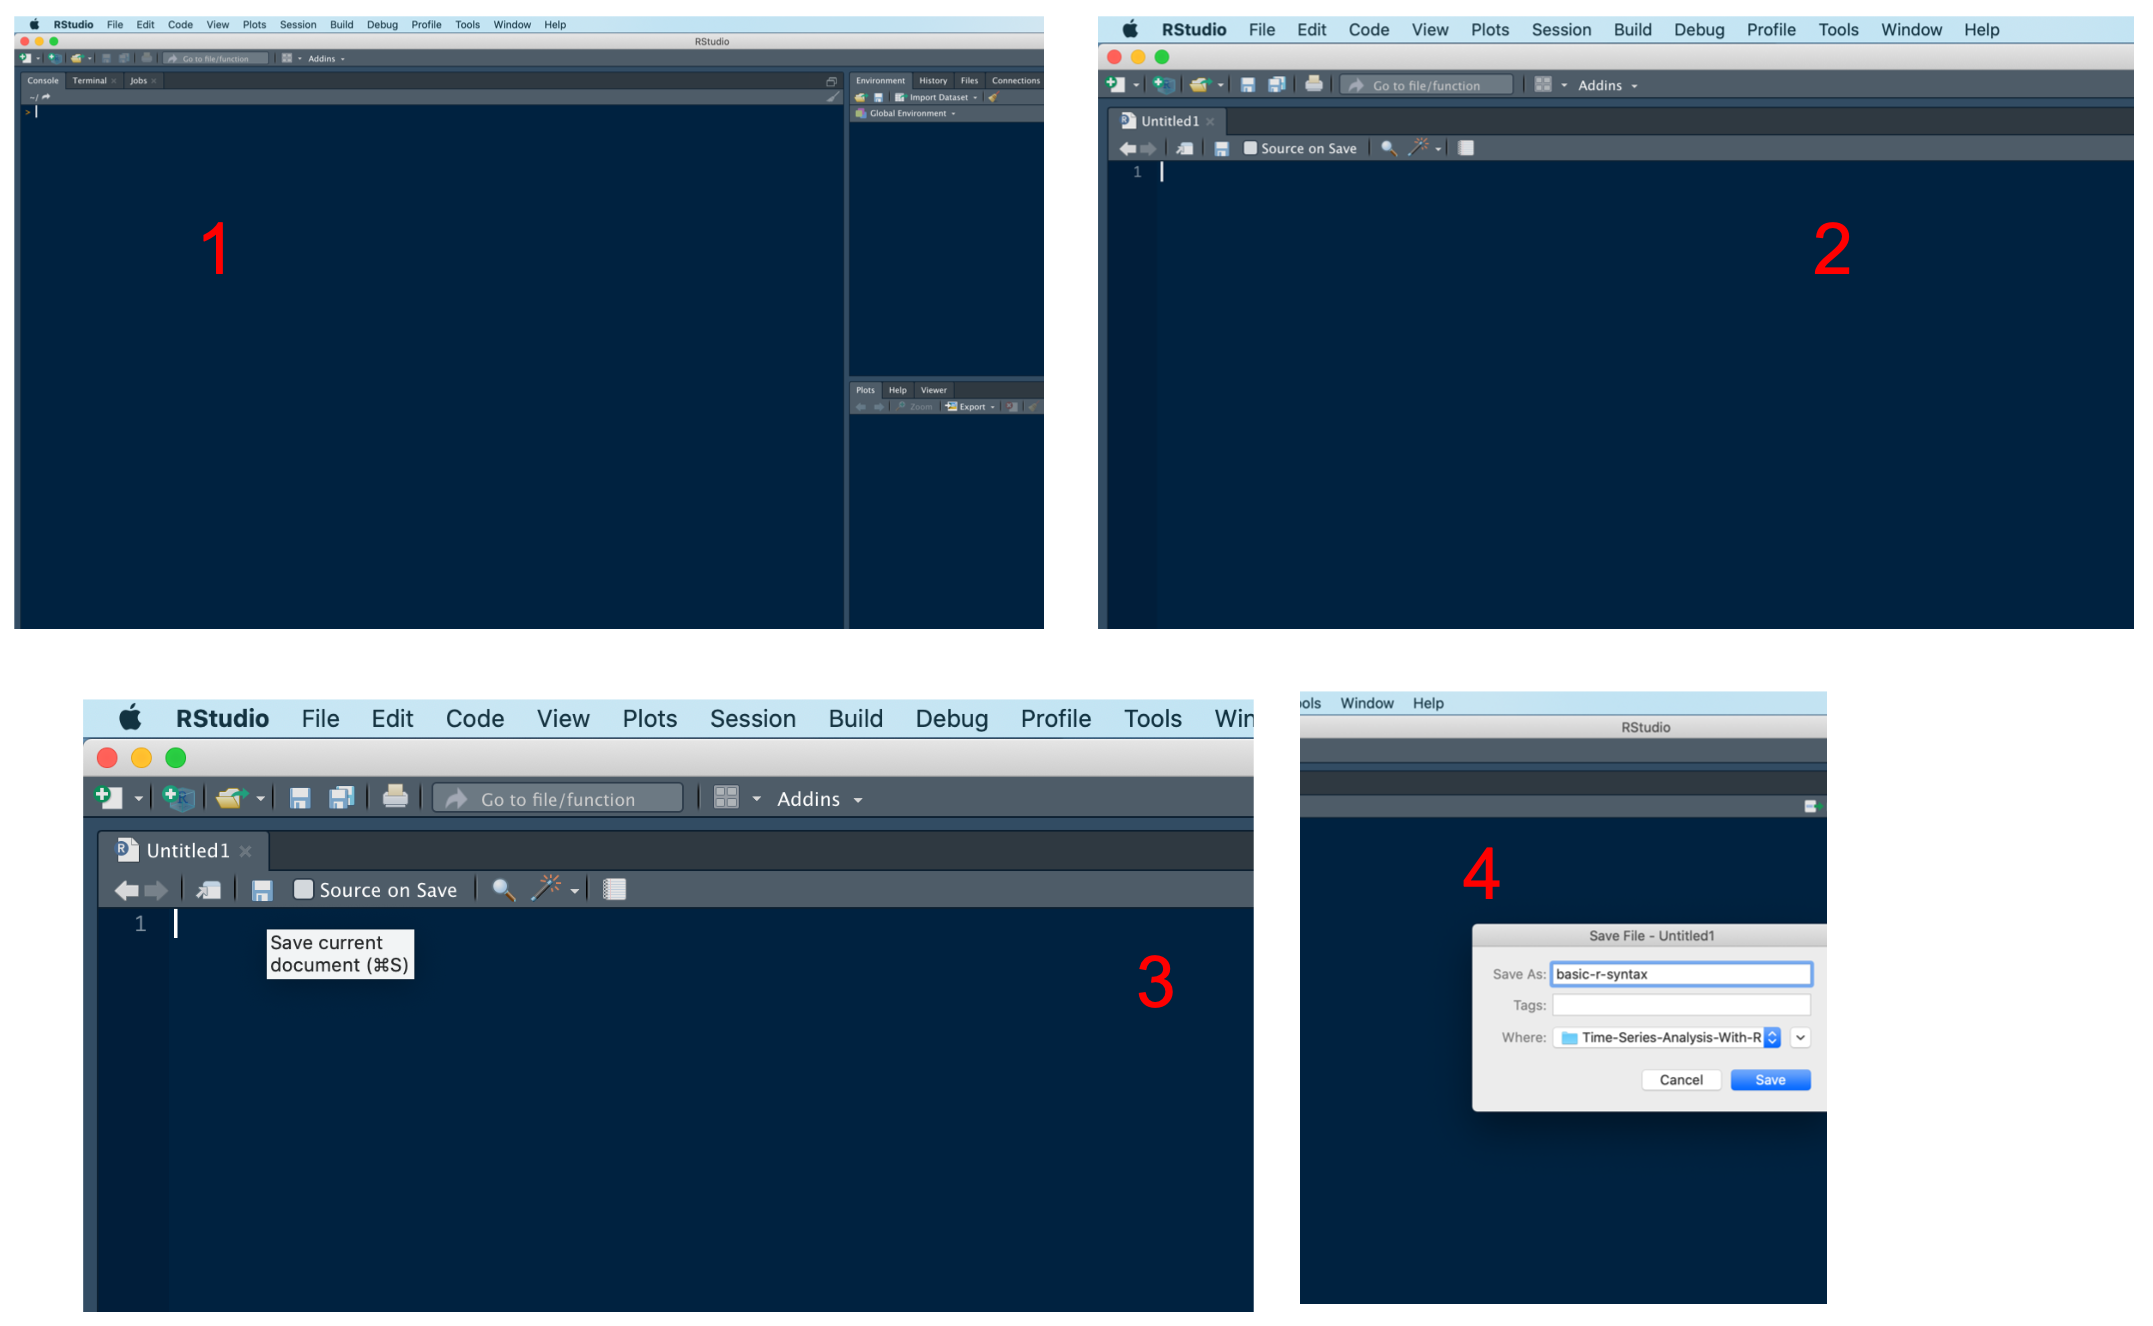 RStudio File Edit Code View Plots Session Build Debug Profile Tools Window Help
RStudio
Go to file/function Addins
Console Terminal Jobs
~/
>
Environment History Files Connections
Import Dataset
Global Environment
1
Plots Help Viewer
Zoom Export
RStudio File Edit Code View Plots Session Build Debug Profile Tools Window Help
Go to file/function Addins
Untitled1
Source on Save
1
2
RStudio File Edit Code View Plots Session Build Debug Profile Tools Win
Go to file/function Addins
Untitled1
Source on Save
1
Save current
document (⌘S)
3
ols Window Help
RStudio
4
Save File - Untitled1
Save As: basic-r-syntax
Tags:
Where: Time-Series-Analysis-With-R
Cancel Save